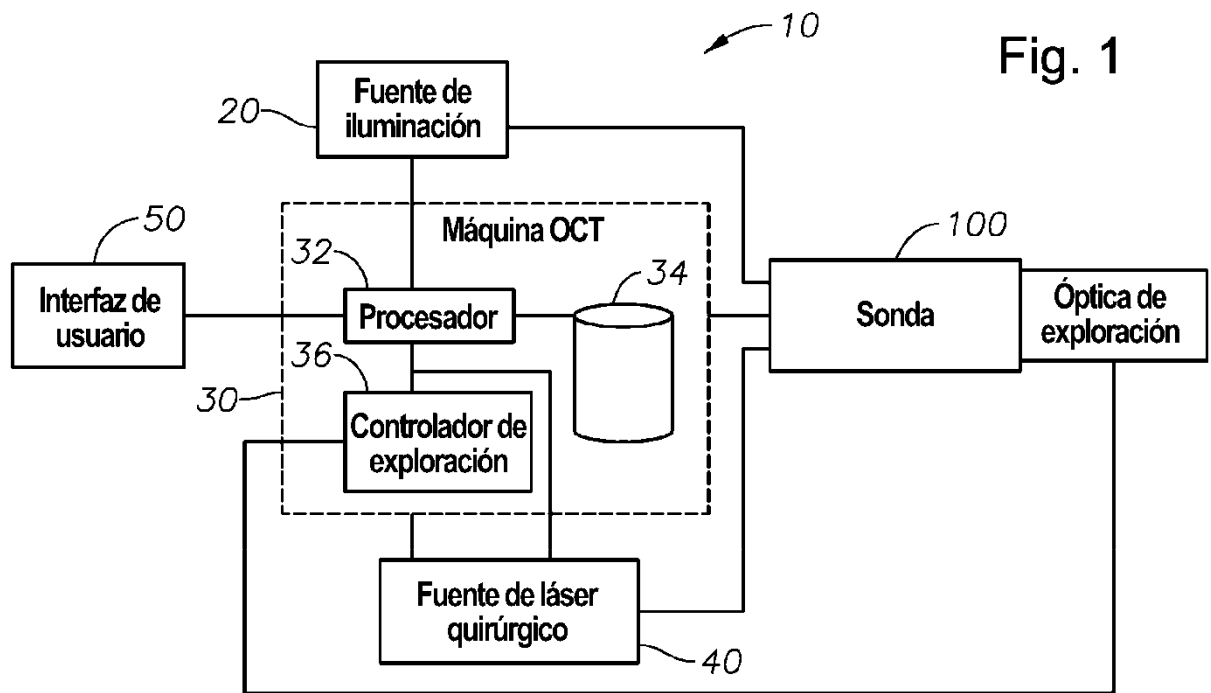 10
Fig. 1
Fuente de
iluminación
20
Máquina OCT
50
32
34
100
Interfaz de
usuario
Procesador
Sonda
Óptica de
exploración
36
30
Controlador de
exploración
Fuente de láser
quirúrgico
40